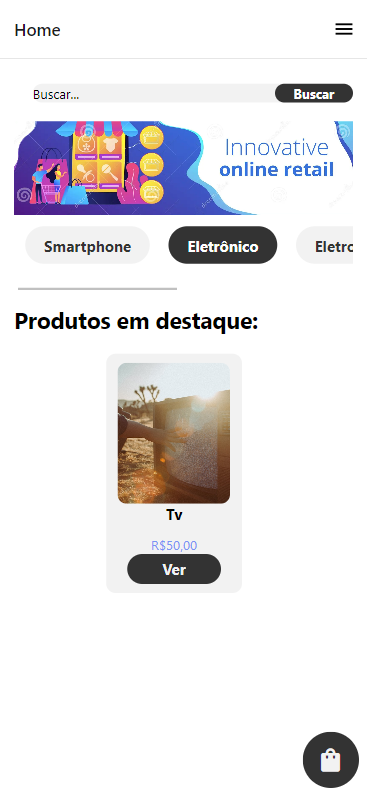 Home
Buscar...
Buscar
Innovative
online retail
Smartphone
Eletrônico
Eletro
Produtos em destaque:
Tv
R$50,00
Ver